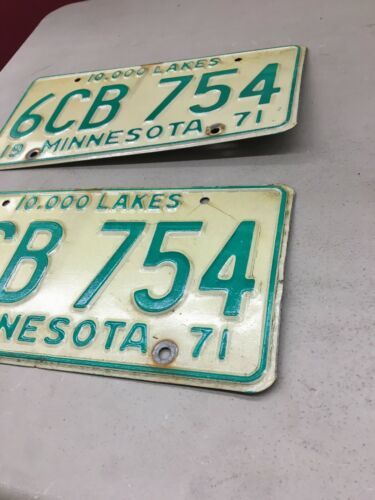 10,000 LAKES
6CB 754
19 MINNESOTA 71
10,000 LAKES
CB 754
NESOTA 71